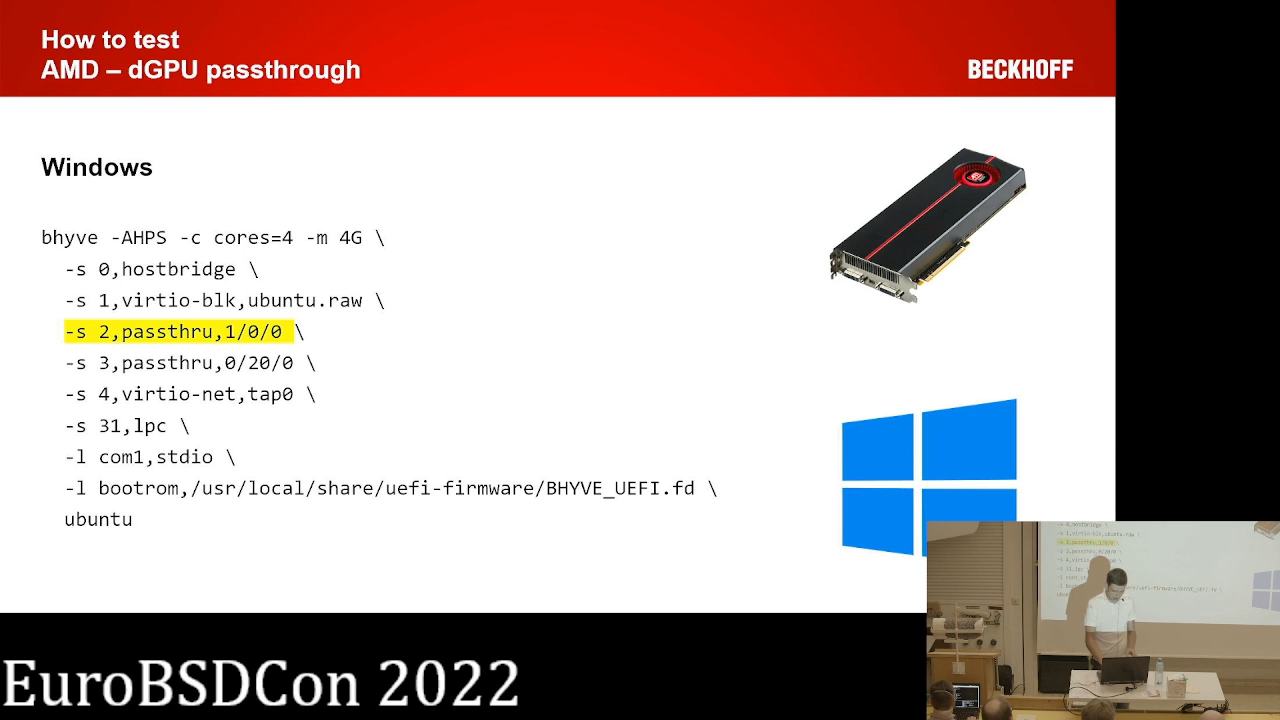 How to test
AMD – dGPU passthrough
BECKHOFF
Windows
bhyve -AHPS -c cores=4 -m 4G \
-s 0,hostbridge \
-s 1,virtio-blk,ubuntu.raw \
-s 2,passthru,1/0/0 \
-s 3,passthru,0/20/0 \
-s 4,virtio-net,tap0 \
-s 31,lpc \
-l com1,stdio \
-l bootrom,/usr/local/share/uefi-firmware/BHYVE_UEFI.fd \
ubuntu
EuroBSDCon 2022